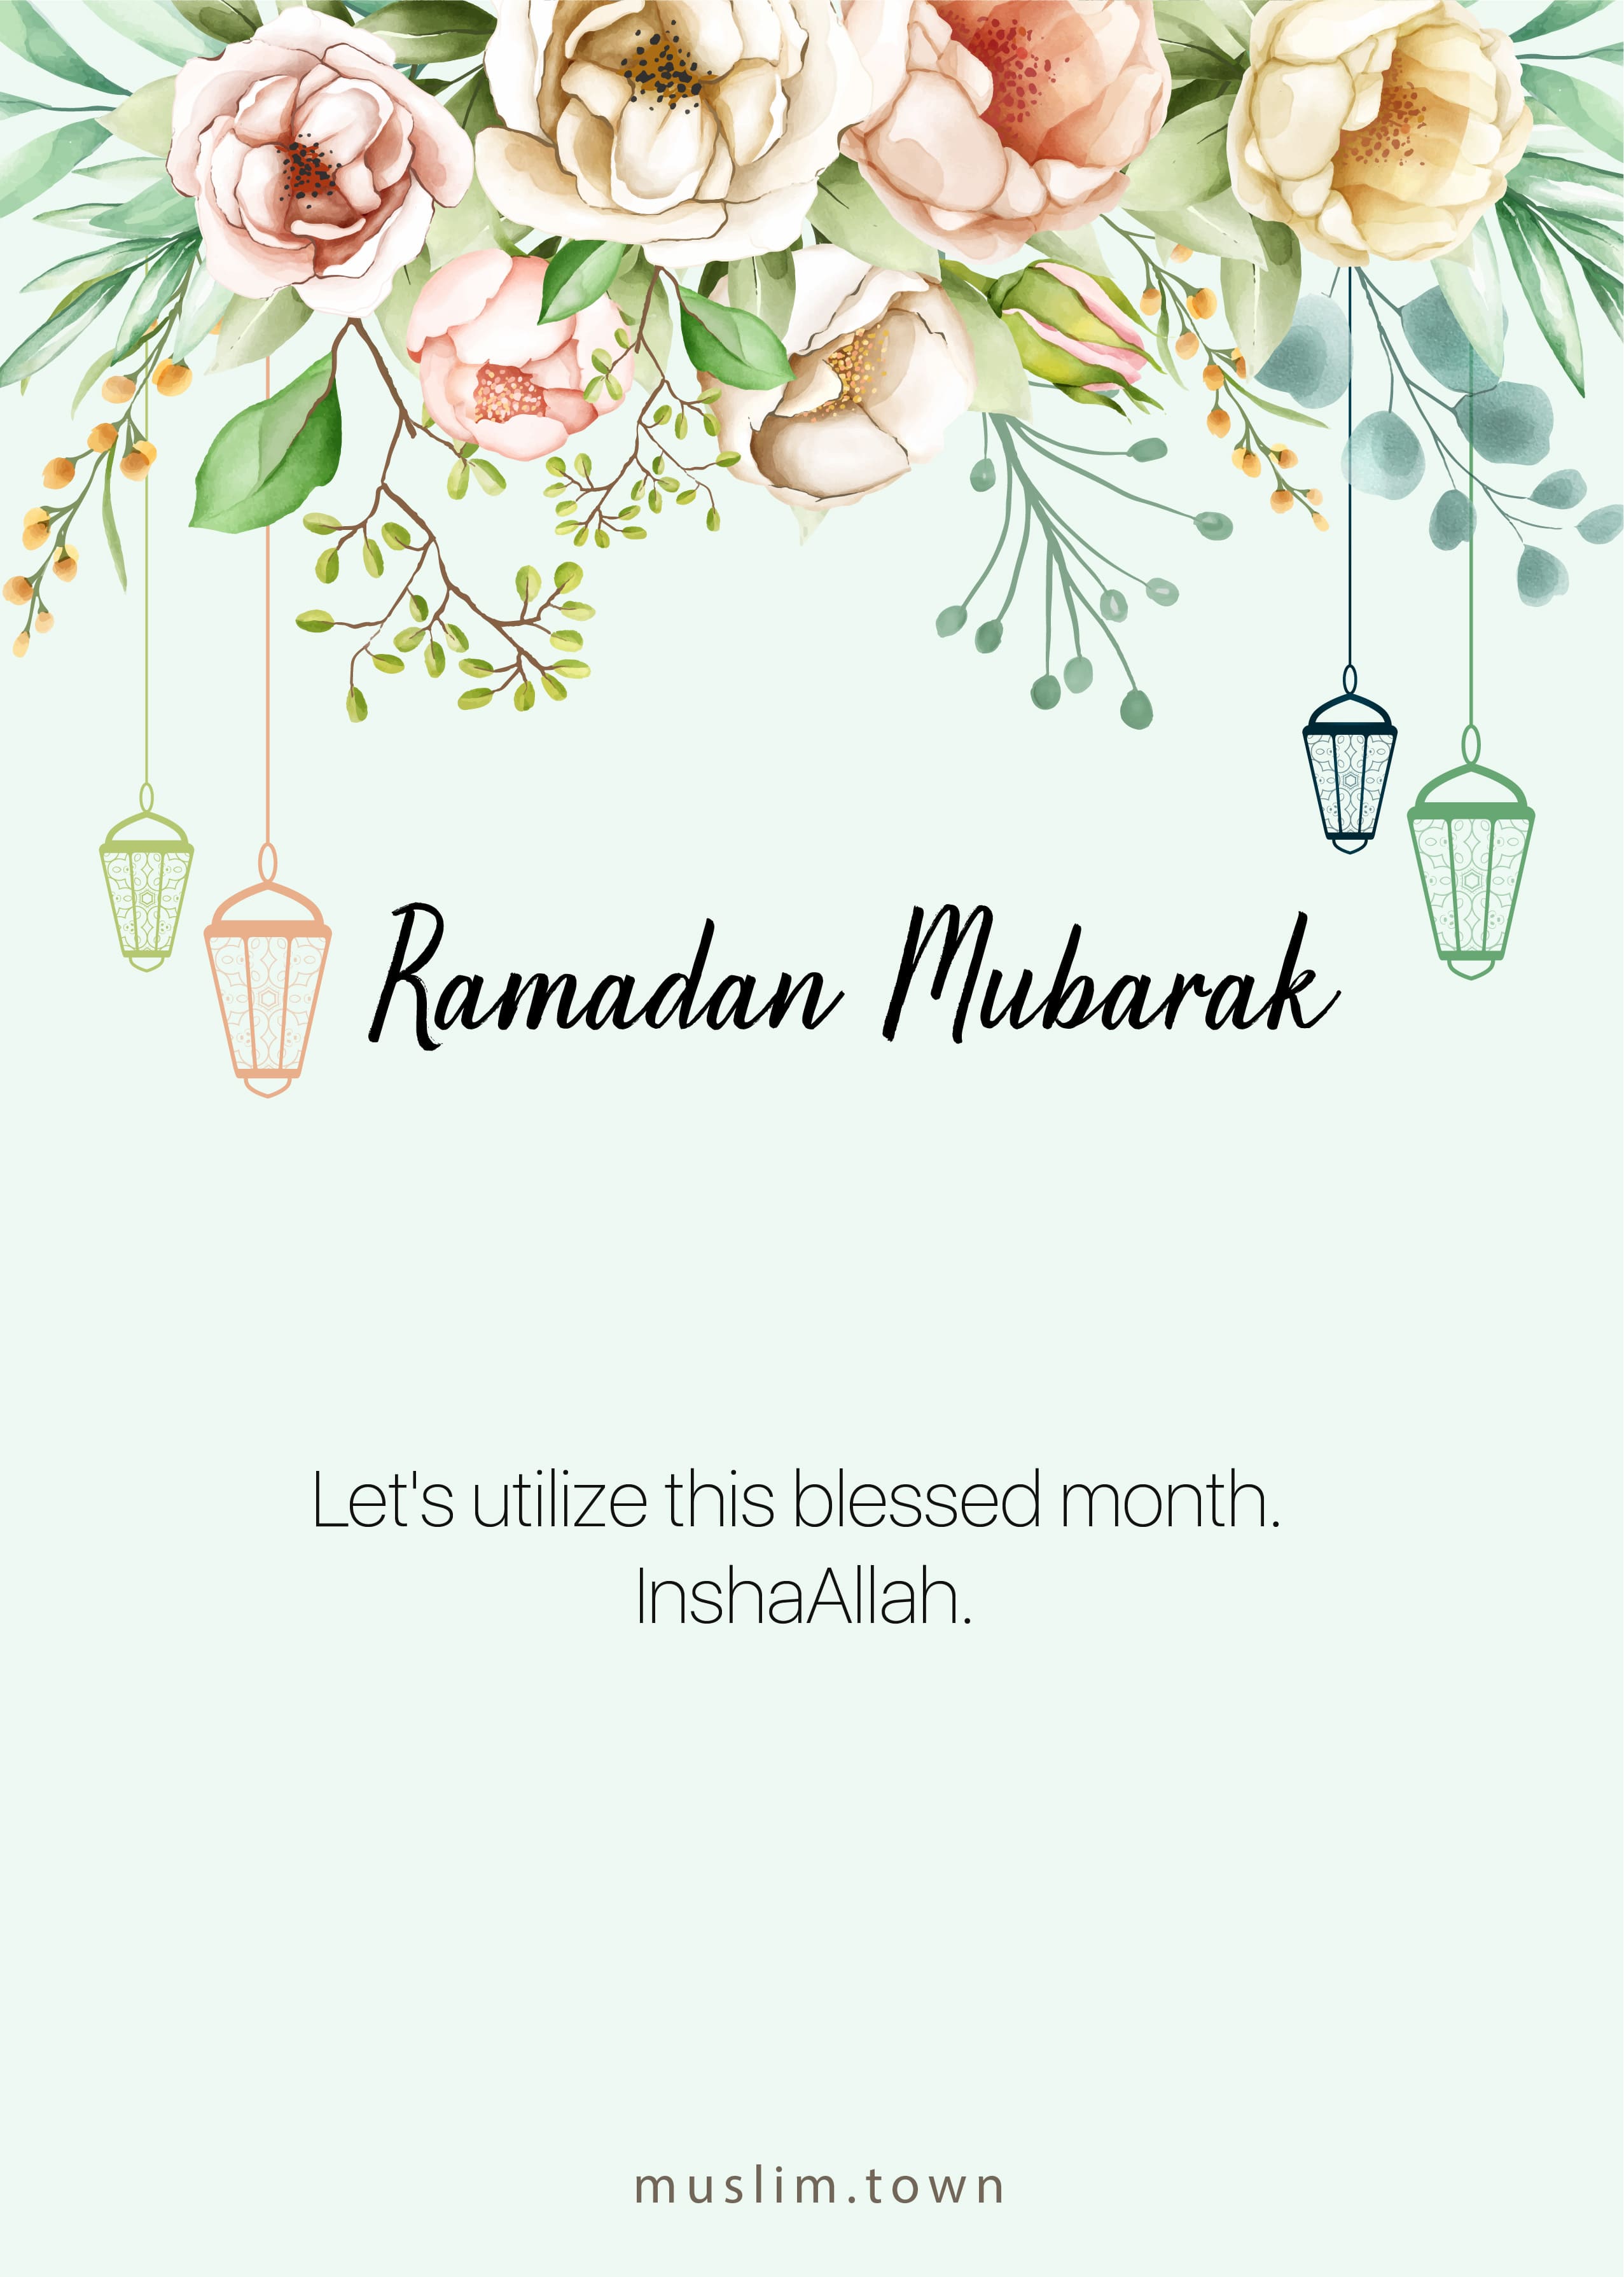 Ramadan Mubarak
Let's utilize this blessed month.
InshaAllah.
muslim.town